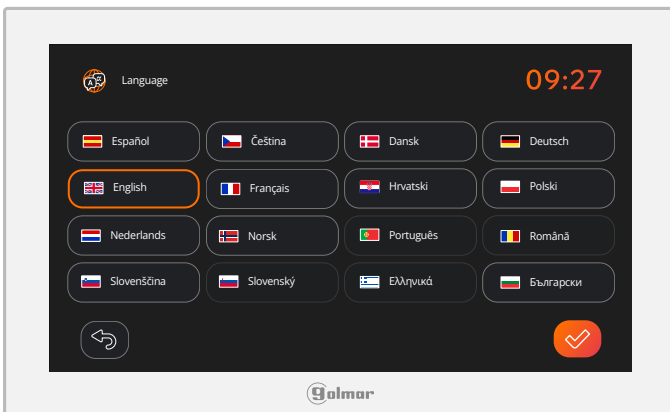 Language
09:27
Español
Čeština
Dansk
Deutsch
English
Français
Hrvatski
Polski
Nederlands
Norsk
Português
Română
Slovenščina
Slovenský
Ελληνικά
Български
golmar